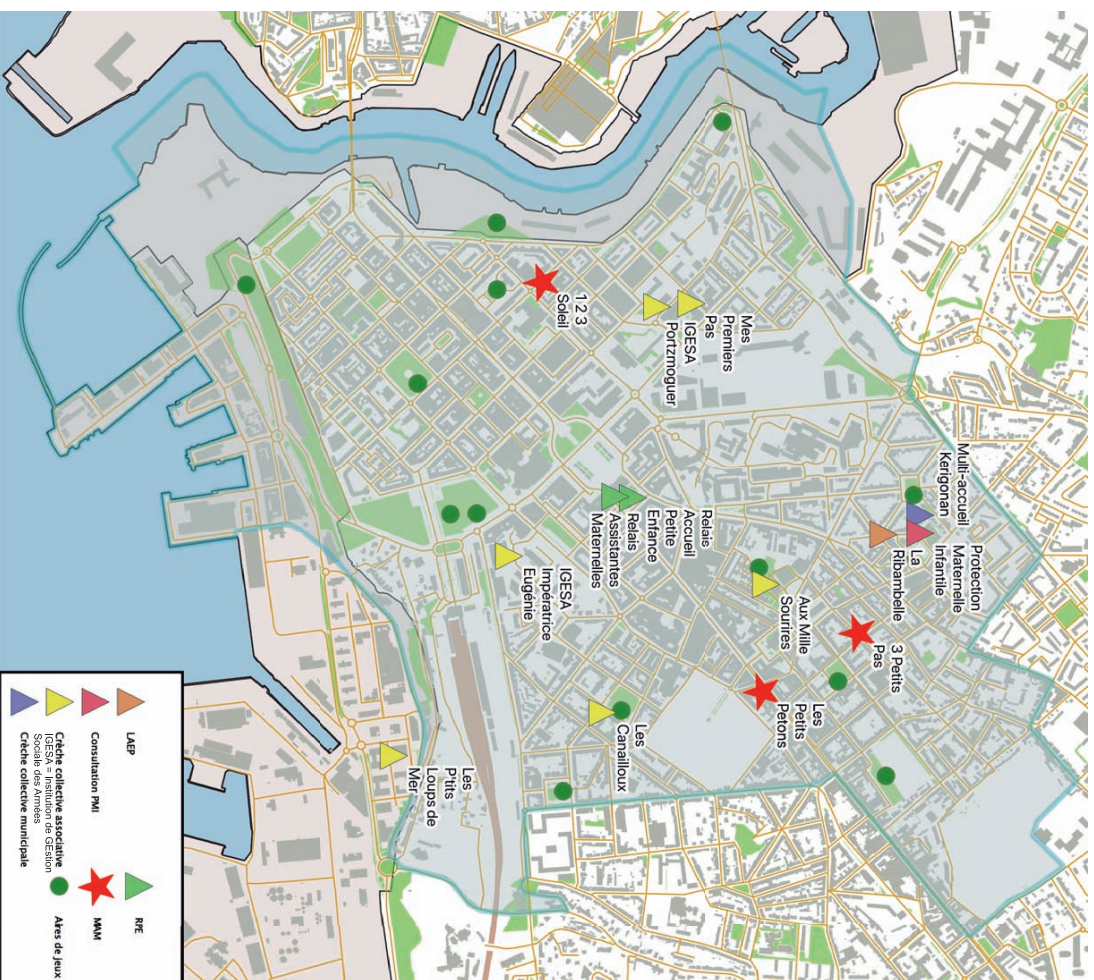 Multi-accueil
Kerigonan
Protection
Maternelle
Infantile
La
Ribambelle
3 Petits
Pas
Les
Petits
Petons
Aux Mille
Sourires
Mes
Premiers
Pas
IGESA
Portzmoguer
Relais
Accueil
Petite
Enfance
Relais
Assistantes
Maternelles
Les
Canailloux
1 2 3
Soleil
IGESA
Impératrice
Eugénie
Les
P'tits
Loups de
Mer
LAEP
RPE
Consultation PMI
MAM
Crèche collective associative
IGESA = Institution de GEstion
Sociale des Armées
Aires de jeux
Crèche collective municipale